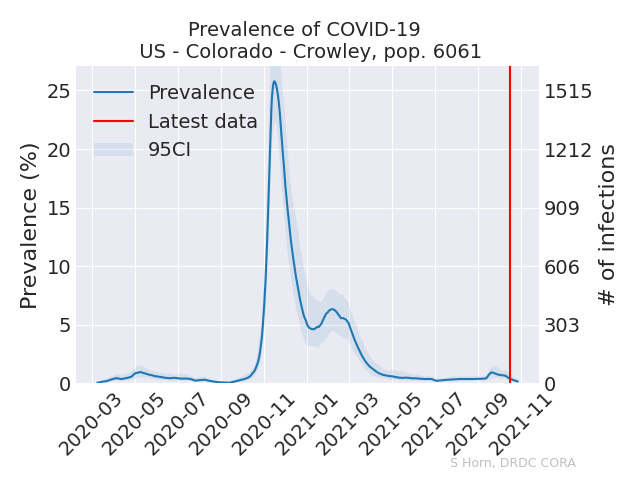 Prevalence of COVID-19
US - Colorado - Crowley, pop. 6061
Prevalence
Latest data
95CI
Prevalence (%)
25
20
15
10
5
0
# of infections
1515
1212
909
606
303
0
2020-03
2020-05
2020-07
2020-09
2020-11
2021-01
2021-03
2021-05
2021-07
2021-09
2021-11
S Horn, DRDC CORA